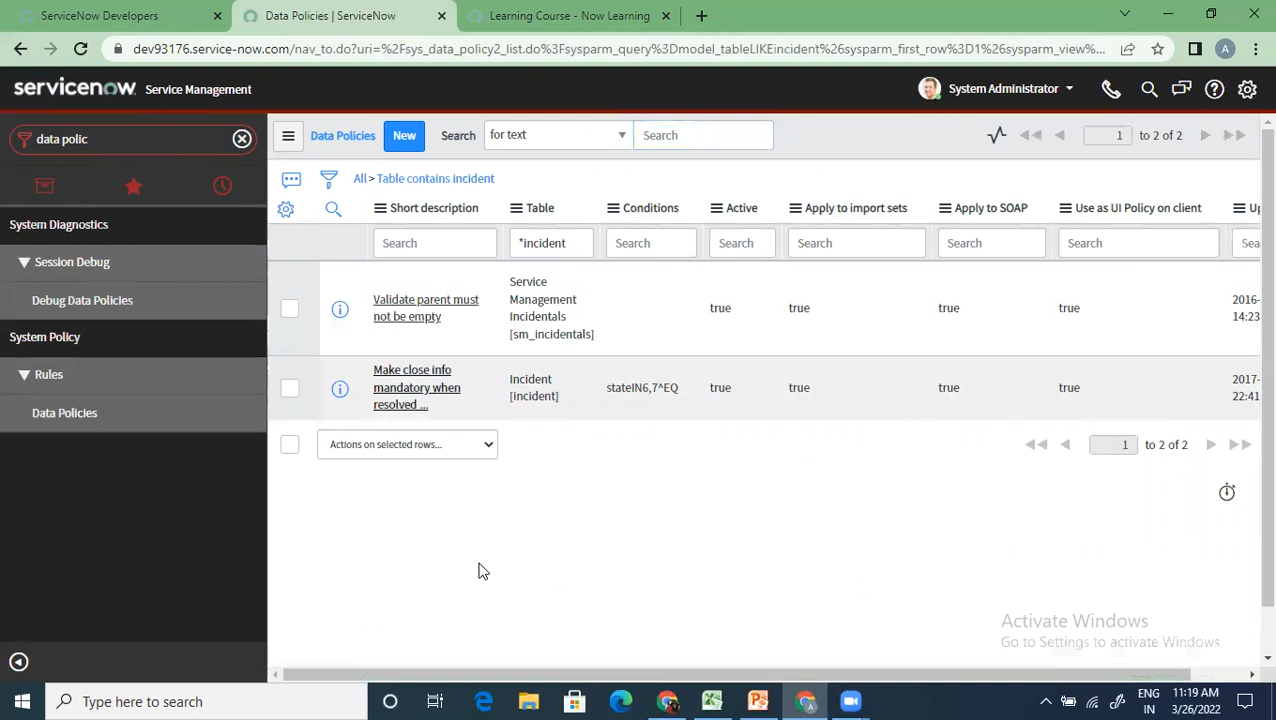 ServiceNow Developers
Data Policies | ServiceNow
Learning Course - Now Learning
dev93176.service-now.com/nav_to.do?uri=%2Fsys_data_policy2_list.do%3Fsysparm_query%3Dmodel_tableLIKEincident%26sysparm_first_row%3D1%26sysparm_view%...
A
servicenow Service Management
System Administrator
data polic
Data Policies New Search for text Search
1 to 2 of 2
All > Table contains incident
System Diagnostics
Session Debug
Debug Data Policies
System Policy
Rules
Data Policies
Short description Table Conditions Active Apply to import sets Apply to SOAP Use as UI Policy on client Up
Search *incident Search Search Search Search Search Sea
Validate parent must
not be empty
Service
Management
Incidentals
[sm_incidentals]
true true true true
2016-
14:23
Make close info
mandatory when
resolved ...
Incident
[incident]
stateIN6,7^EQ
true true true true
2017-
22:41
Actions on selected rows...
1 to 2 of 2
Activate Windows
Go to Settings to activate Windows.
Type here to search
ENG
IN
11:19 AM
3/26/2022